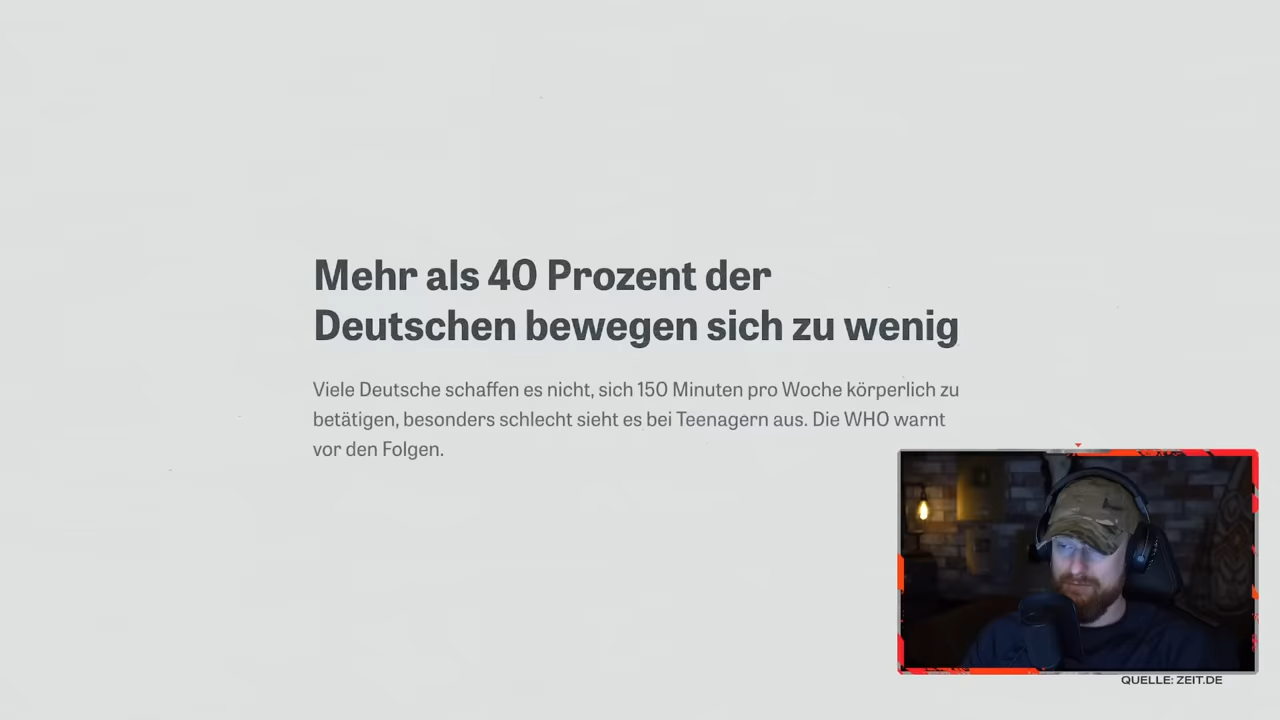 Mehr als 40 Prozent der
Deutschen bewegen sich zu wenig
Viele Deutsche schaffen es nicht, sich 150 Minuten pro Woche körperlich zu
betätigen, besonders schlecht sieht es bei Teenagern aus. Die WHO warnt
vor den Folgen.
QUELLE: ZEIT.DE